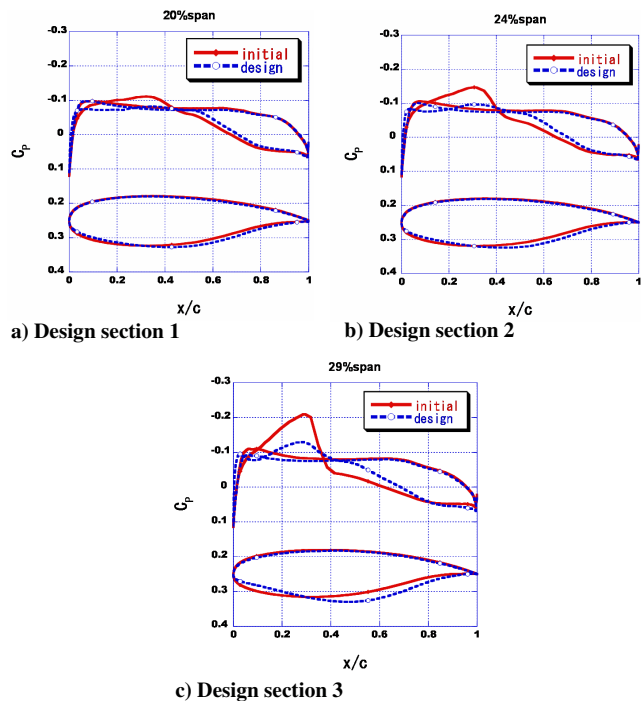 20%span
-0.3
-0.2
-0.1
0
0.1
0.2
0.3
0.4
CP
initial
design
0 0.2 0.4 0.6 0.8 1
x/c
a) Design section 1
24%span
-0.3
-0.2
-0.1
0
0.1
0.2
0.3
0.4
CP
initial
design
0 0.2 0.4 0.6 0.8 1
x/c
b) Design section 2
29%span
-0.3
-0.2
-0.1
0
0.1
0.2
0.3
0.4
CP
initial
design
0 0.2 0.4 0.6 0.8 1
x/c
c) Design section 3